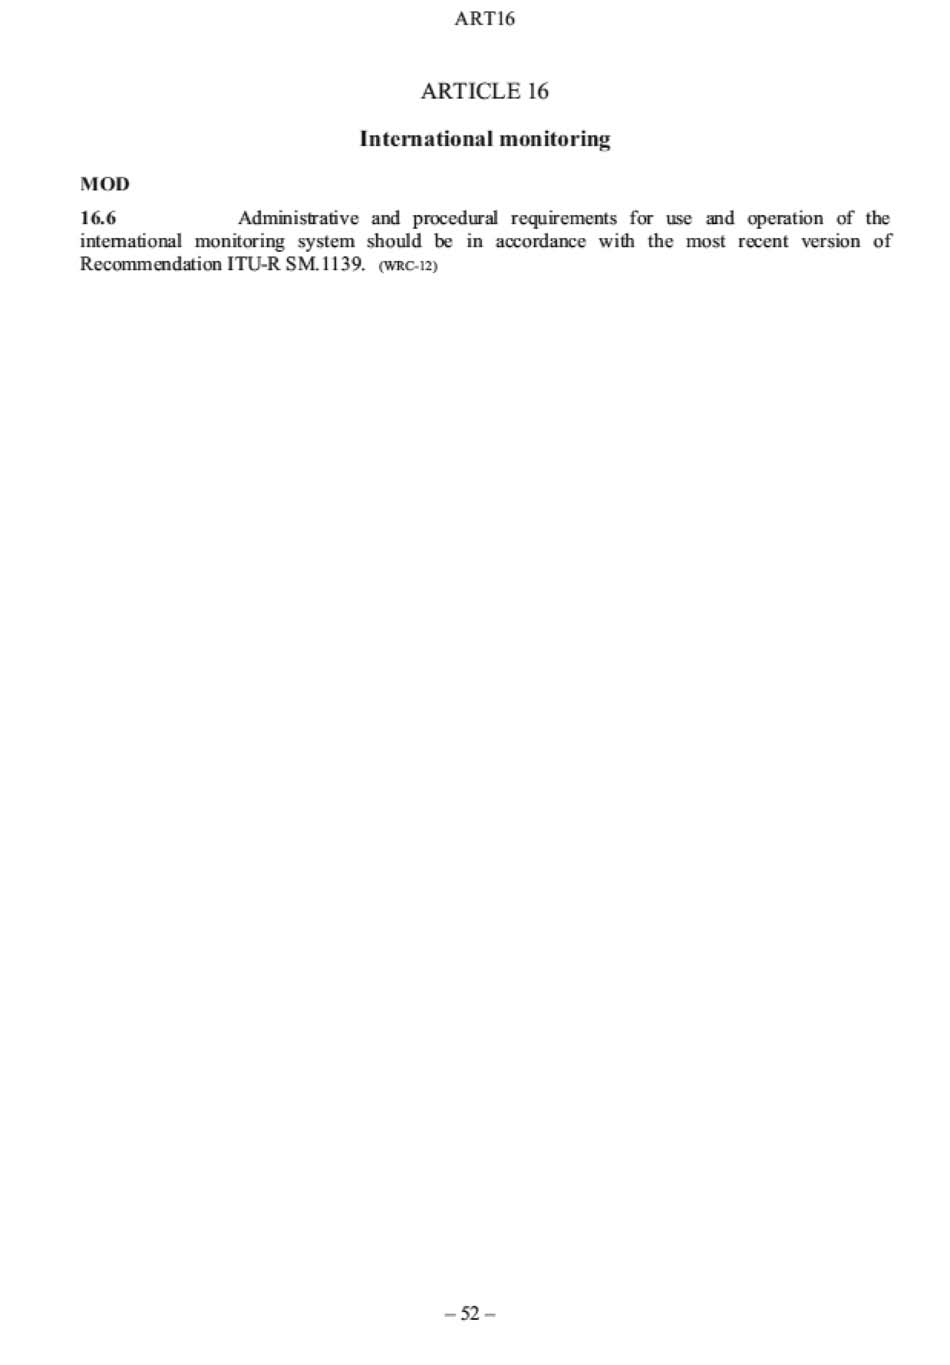 ART16
ARTICLE 16
International monitoring
MOD
16.6 Administrative and procedural requirements for use and operation of the
international monitoring system should be in accordance with the most recent version of
Recommendation ITU-R SM.1139. (WRC-12)
– 52 –